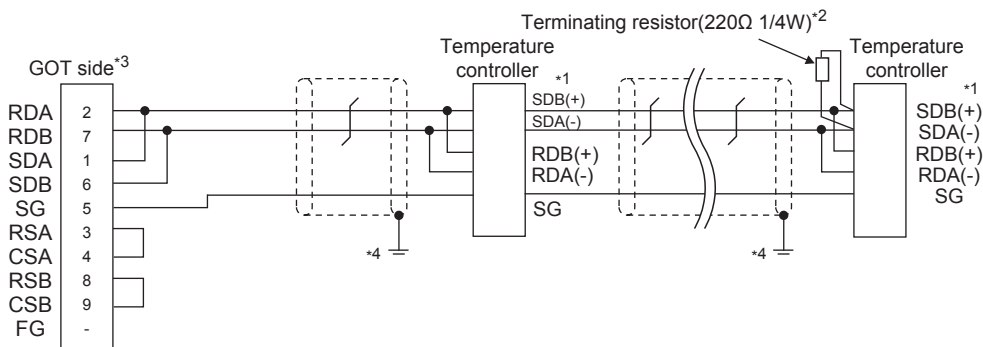 Terminating resistor(220Ω 1/4W)*2
GOT side*3
Temperature controller
*1
Temperature controller
*1
RDA 2
RDB 7
SDA 1
SDB 6
SG 5
RSA 3
CSA 4
RSB 8
CSB 9
FG -
*4
SDB(+)
SDA(-)
RDB(+)
RDA(-)
SG
*4
SDB(+)
SDA(-)
RDB(+)
RDA(-)
SG